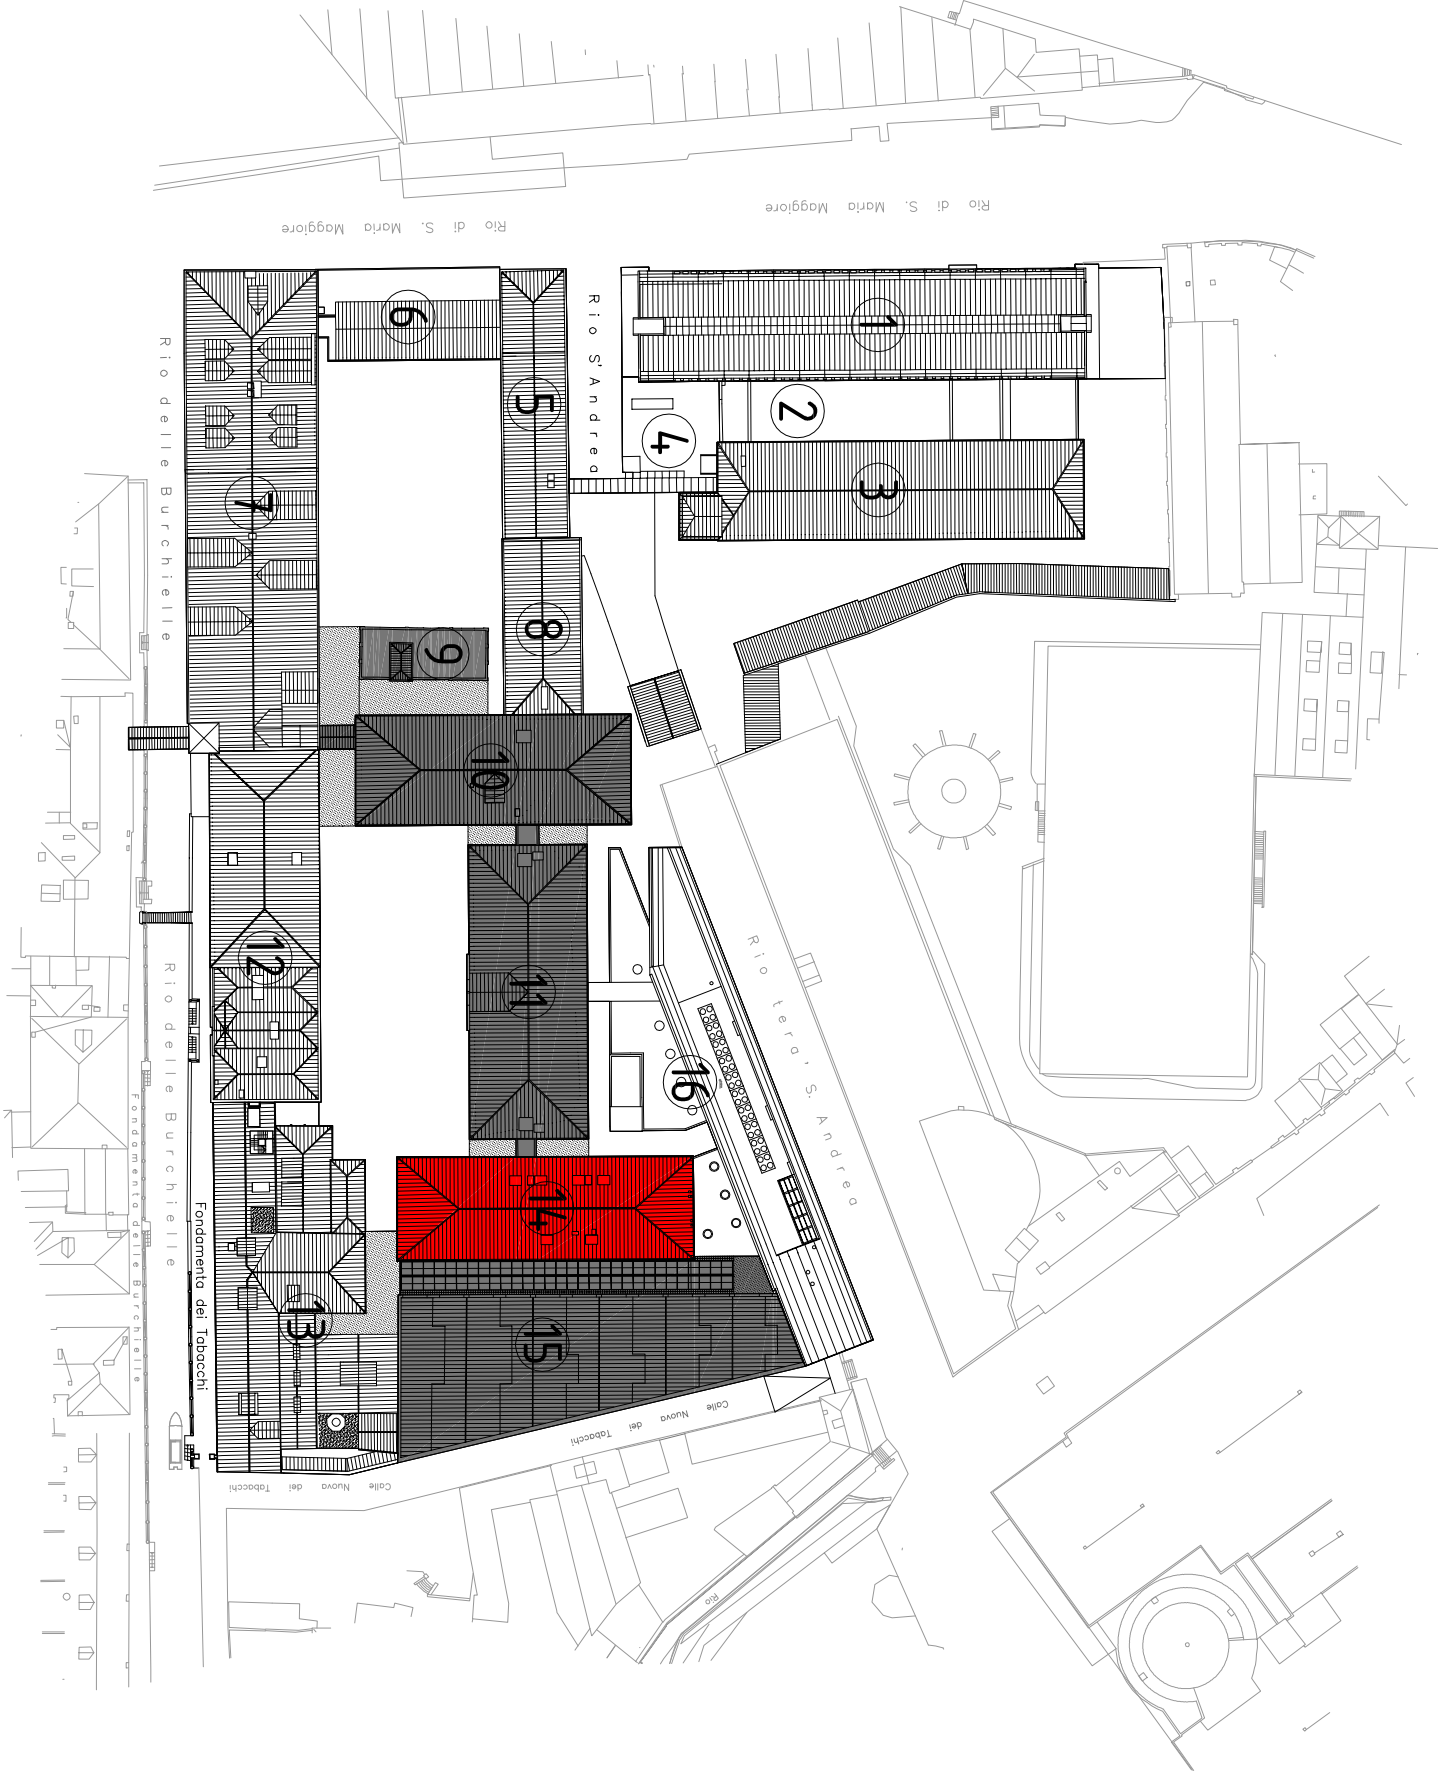 Rio di S. Maria Maggiore
Rio di S. Maria Maggiore
Rio S' Andrea
Rio delle Burchielle
1
2
3
4
5
6
7
8
9
10
11
12
13
14
15
16
Rio tera' S. Andrea
Rio delle Burchielle
Fondamenta delle Burchielle
Fondamenta dei Tabacchi
Calle Nuova dei Tabacchi
Calle Nuova dei Tabacchi
Rio